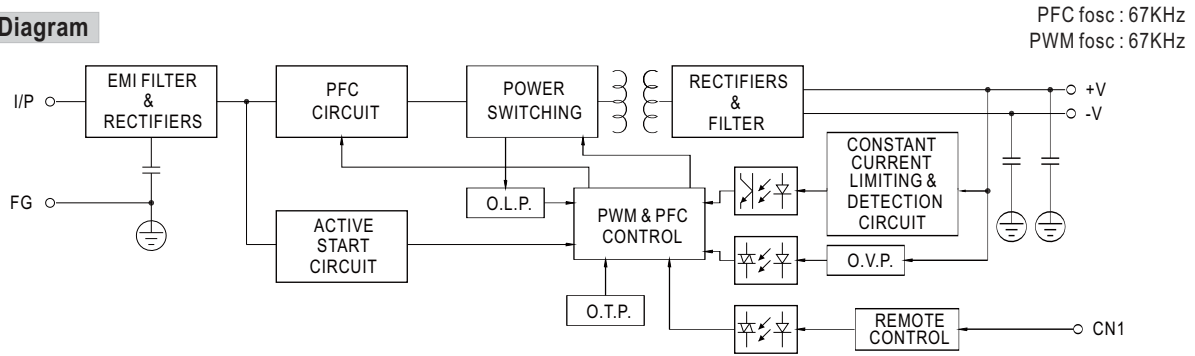 Diagram
PFC fosc : 67KHz
PWM fosc : 67KHz
I/P
EMI FILTER
&
RECTIFIERS
PFC
CIRCUIT
POWER
SWITCHING
RECTIFIERS
&
FILTER
+V
-V
CONSTANT
CURRENT
LIMITING &
DETECTION
CIRCUIT
FG
O.L.P.
PWM & PFC
CONTROL
ACTIVE
START
CIRCUIT
O.V.P.
O.T.P.
REMOTE
CONTROL
CN1